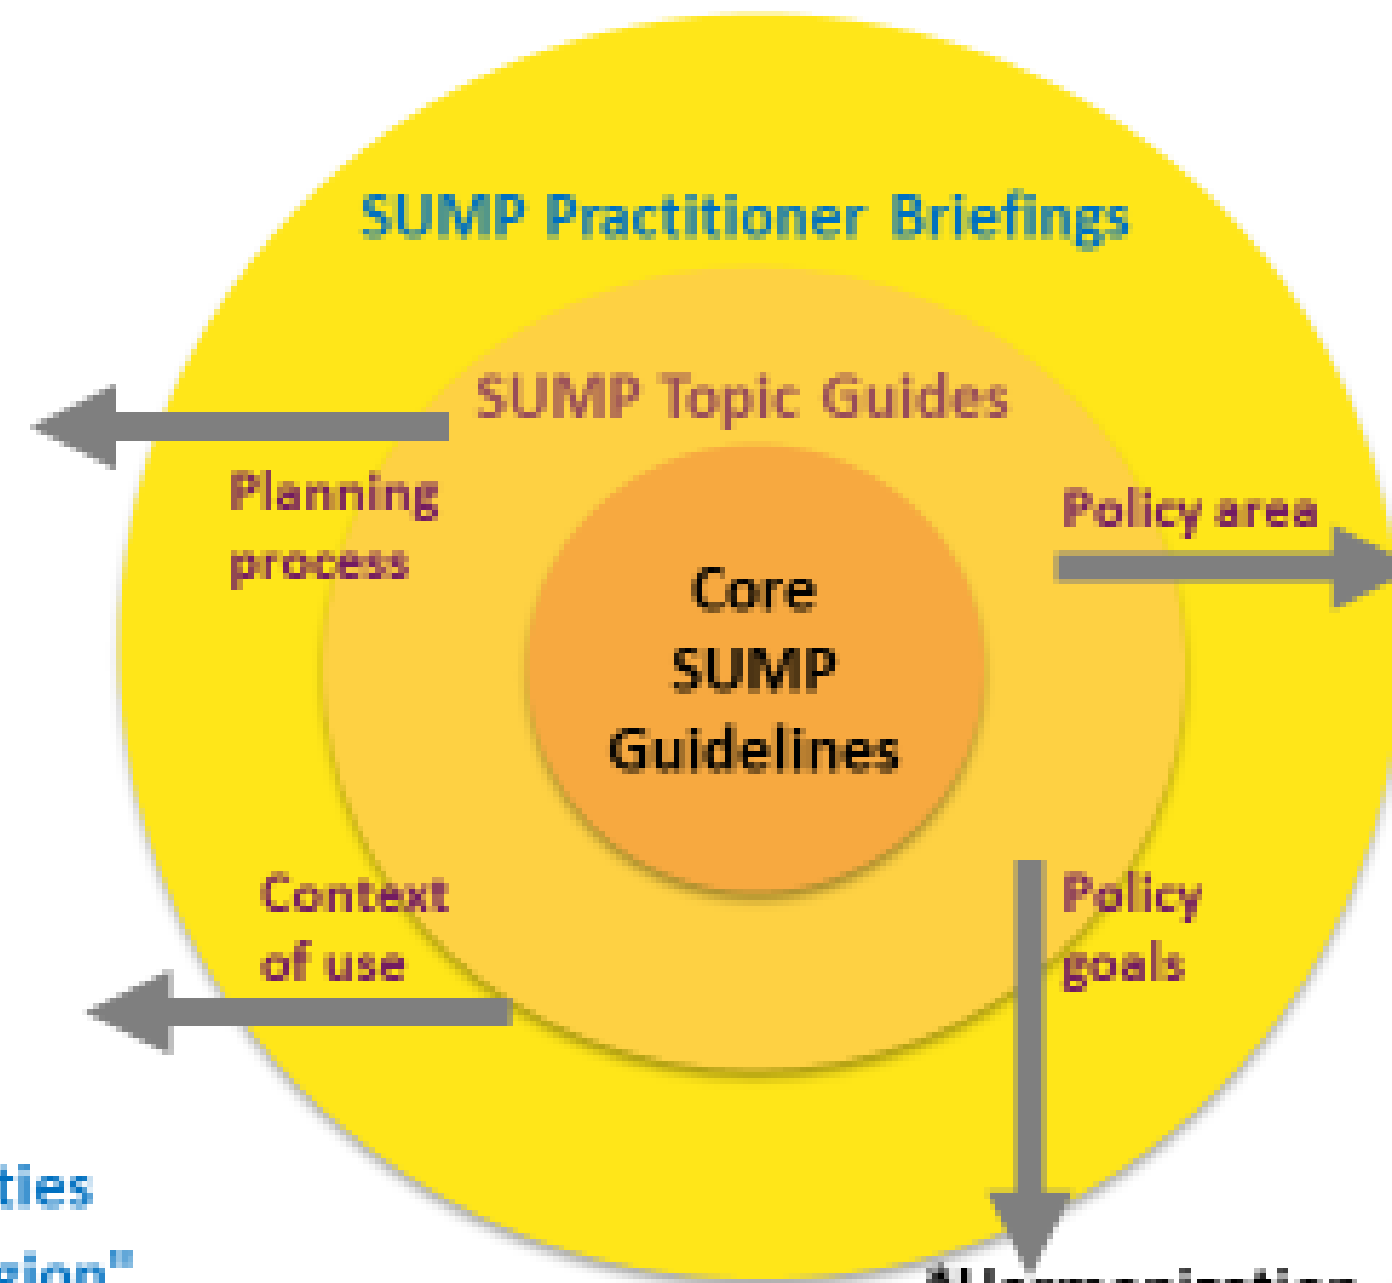 SUMP Practitioner Briefings
SUMP Topic Guides
Planning
process
Policy area
Core
SUMP
Guidelines
Context
of use
Policy
goals
ties
gion"